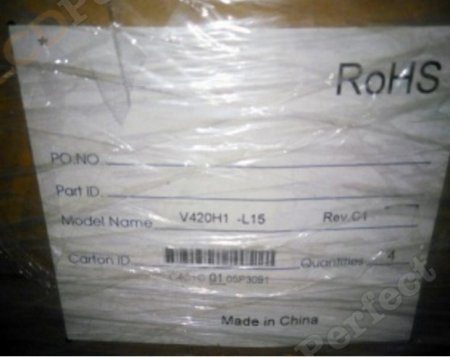 RoHS
PO.NO.
Part ID
Model Name V420H1 -L15 Rev.C1
Carton ID Quantities 4
Made in China
Perfect